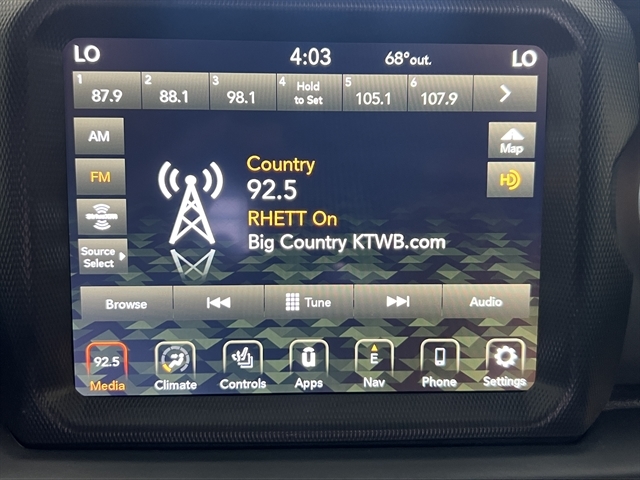 LO 4:03 68°out. LO
1 87.9 2 88.1 3 98.1 4 Hold to Set 5 105.1 6 107.9
AM
Map
FM
HD
SiriusXM
Source
Select
Country
92.5
RHETT On
Big Country KTWB.com
Browse Tune Audio
92.5 E
Media Climate Controls Apps Nav Phone Settings